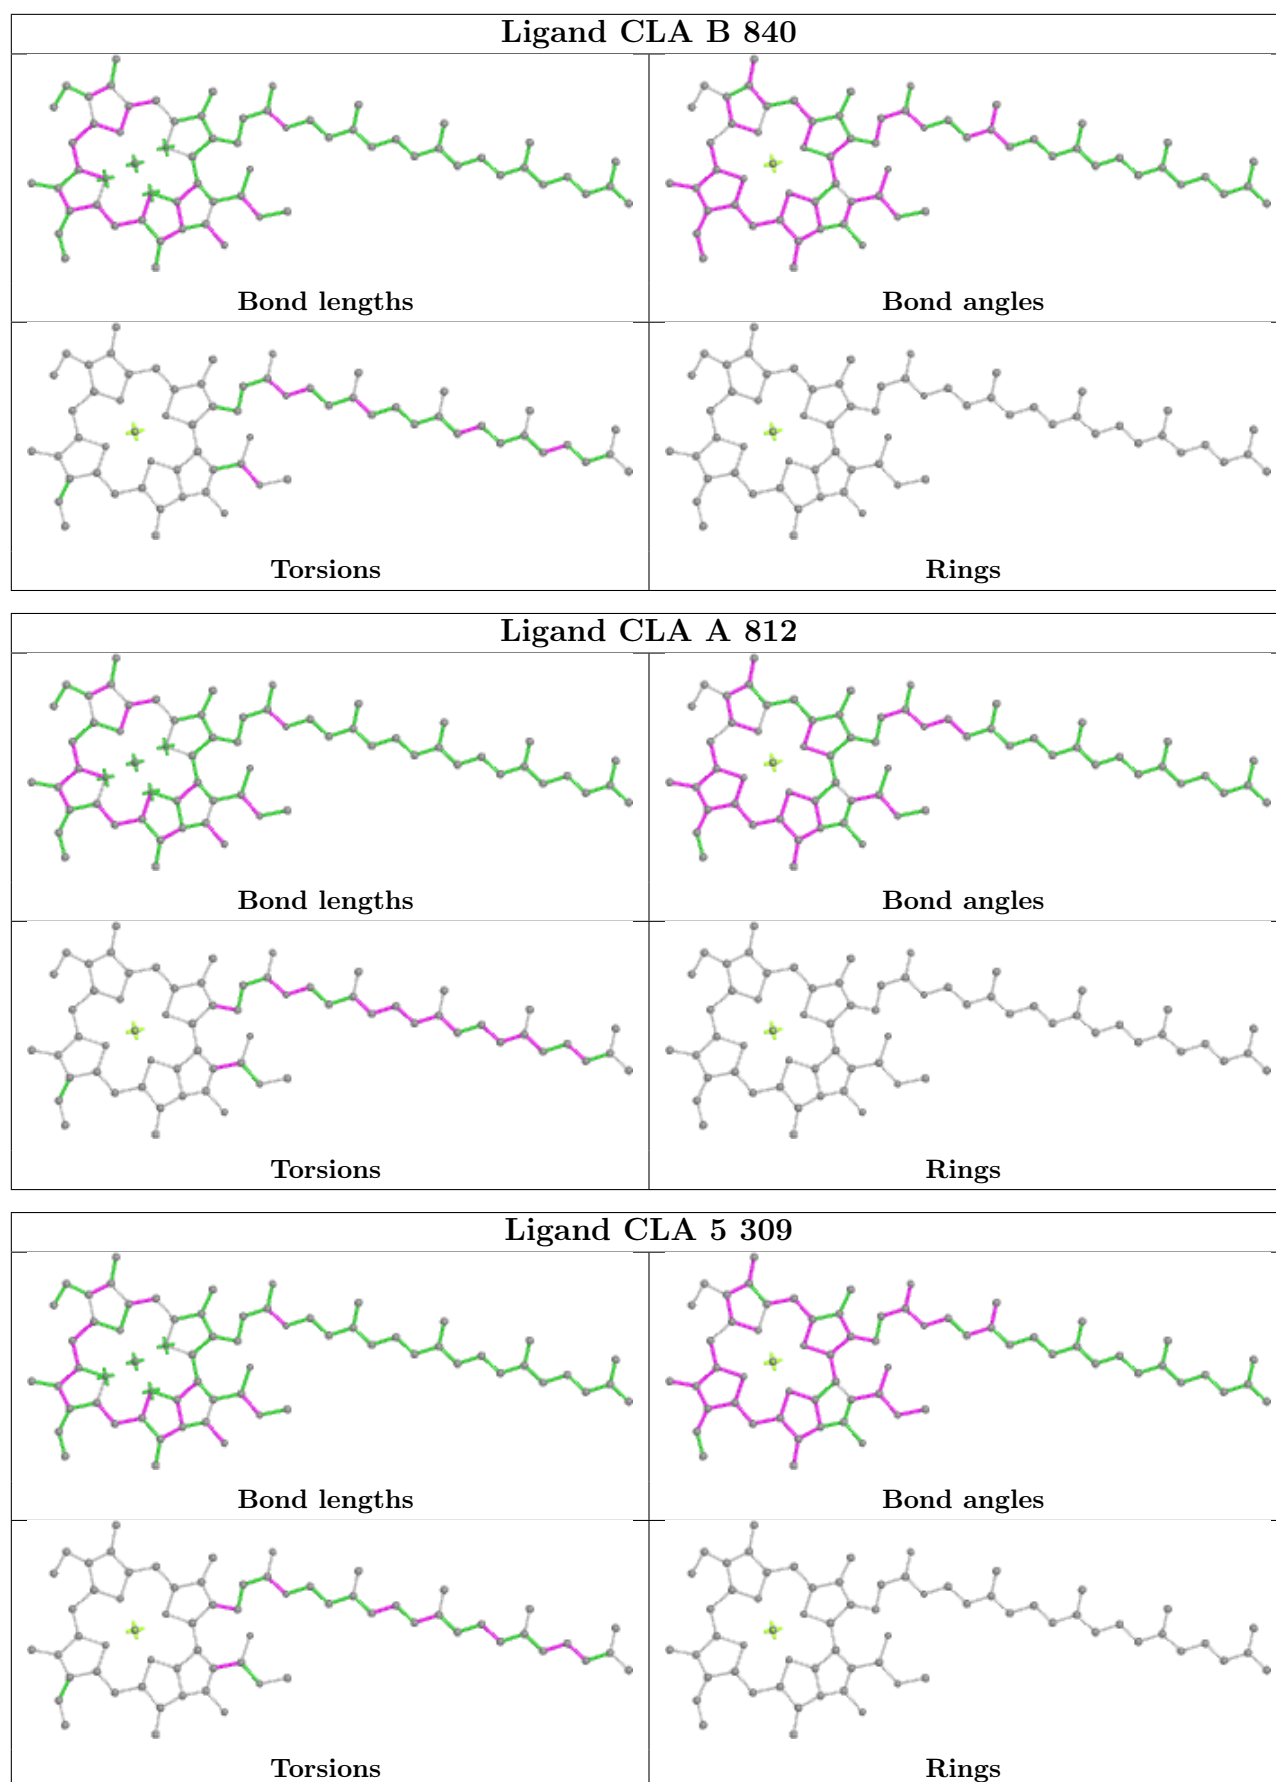 Ligand CLA B 840
Bond lengths
Bond angles
Torsions
Rings
Ligand CLA A 812
Bond lengths
Bond angles
Torsions
Rings
Ligand CLA 5 309
Bond lengths
Bond angles
Torsions
Rings